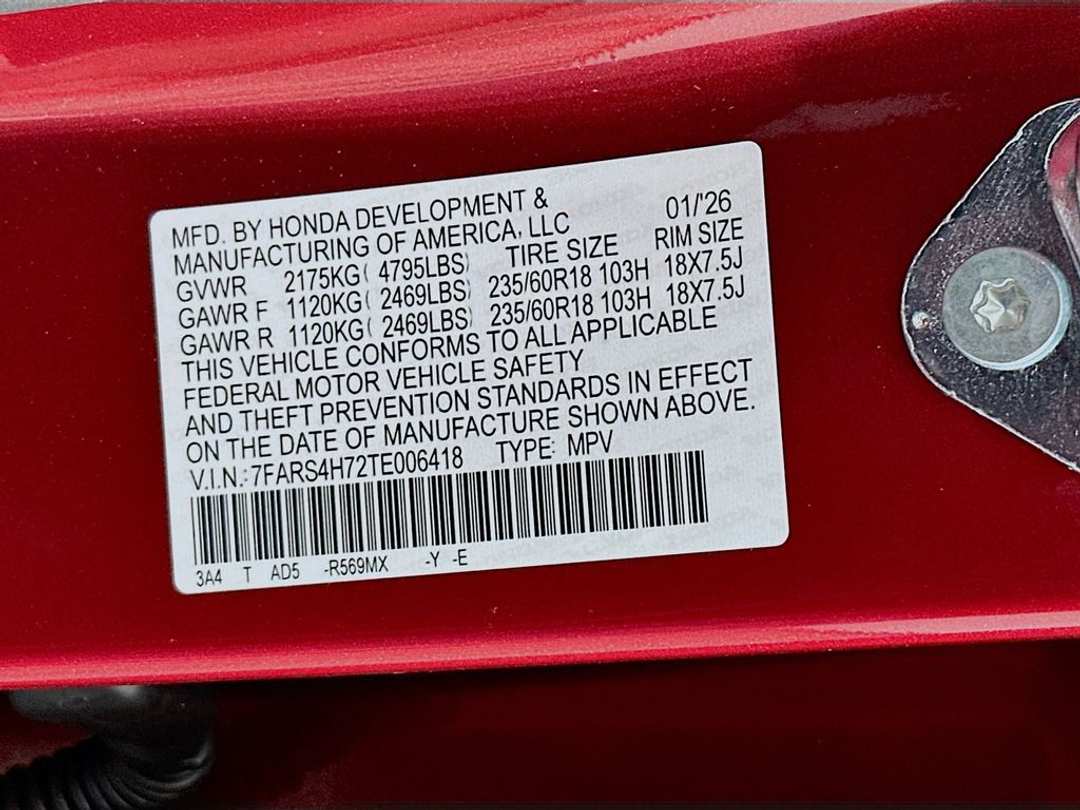 MFD. BY HONDA DEVELOPMENT &
MANUFACTURING OF AMERICA, LLC 01/'26
GVWR 2175KG( 4795LBS) TIRE SIZE RIM SIZE
GAWR F 1120KG( 2469LBS) 235/60R18 103H 18X7.5J
GAWR R 1120KG( 2469LBS) 235/60R18 103H 18X7.5J
THIS VEHICLE CONFORMS TO ALL APPLICABLE
FEDERAL MOTOR VEHICLE SAFETY
AND THEFT PREVENTION STANDARDS IN EFFECT
ON THE DATE OF MANUFACTURE SHOWN ABOVE.
V.I.N.:7FARS4H72TE006418 TYPE: MPV
3A4 T AD5 -R569MX -Y -E